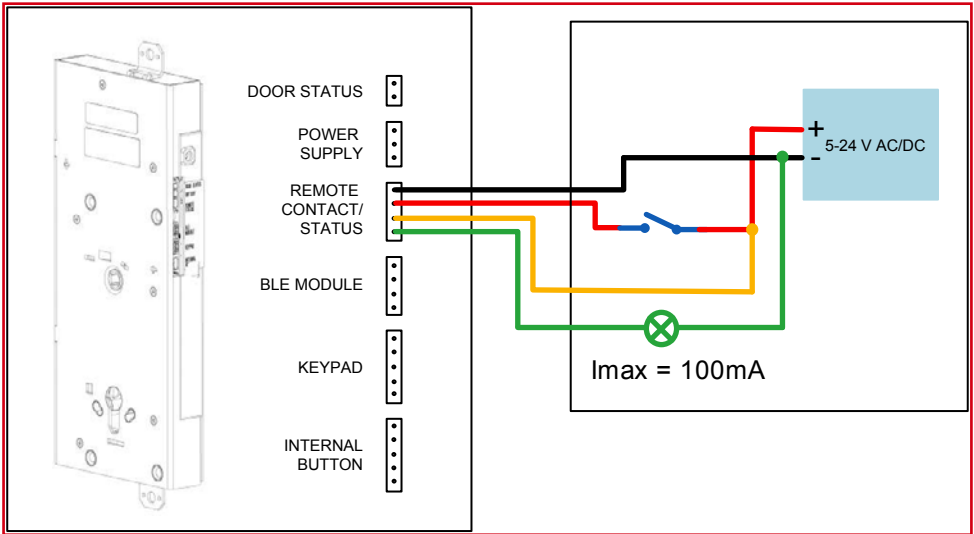 DOOR STATUS
POWER
SUPPLY
REMOTE
CONTACT/
STATUS
BLE MODULE
KEYPAD
INTERNAL
BUTTON
+
5-24 V AC/DC
-
Imax = 100mA